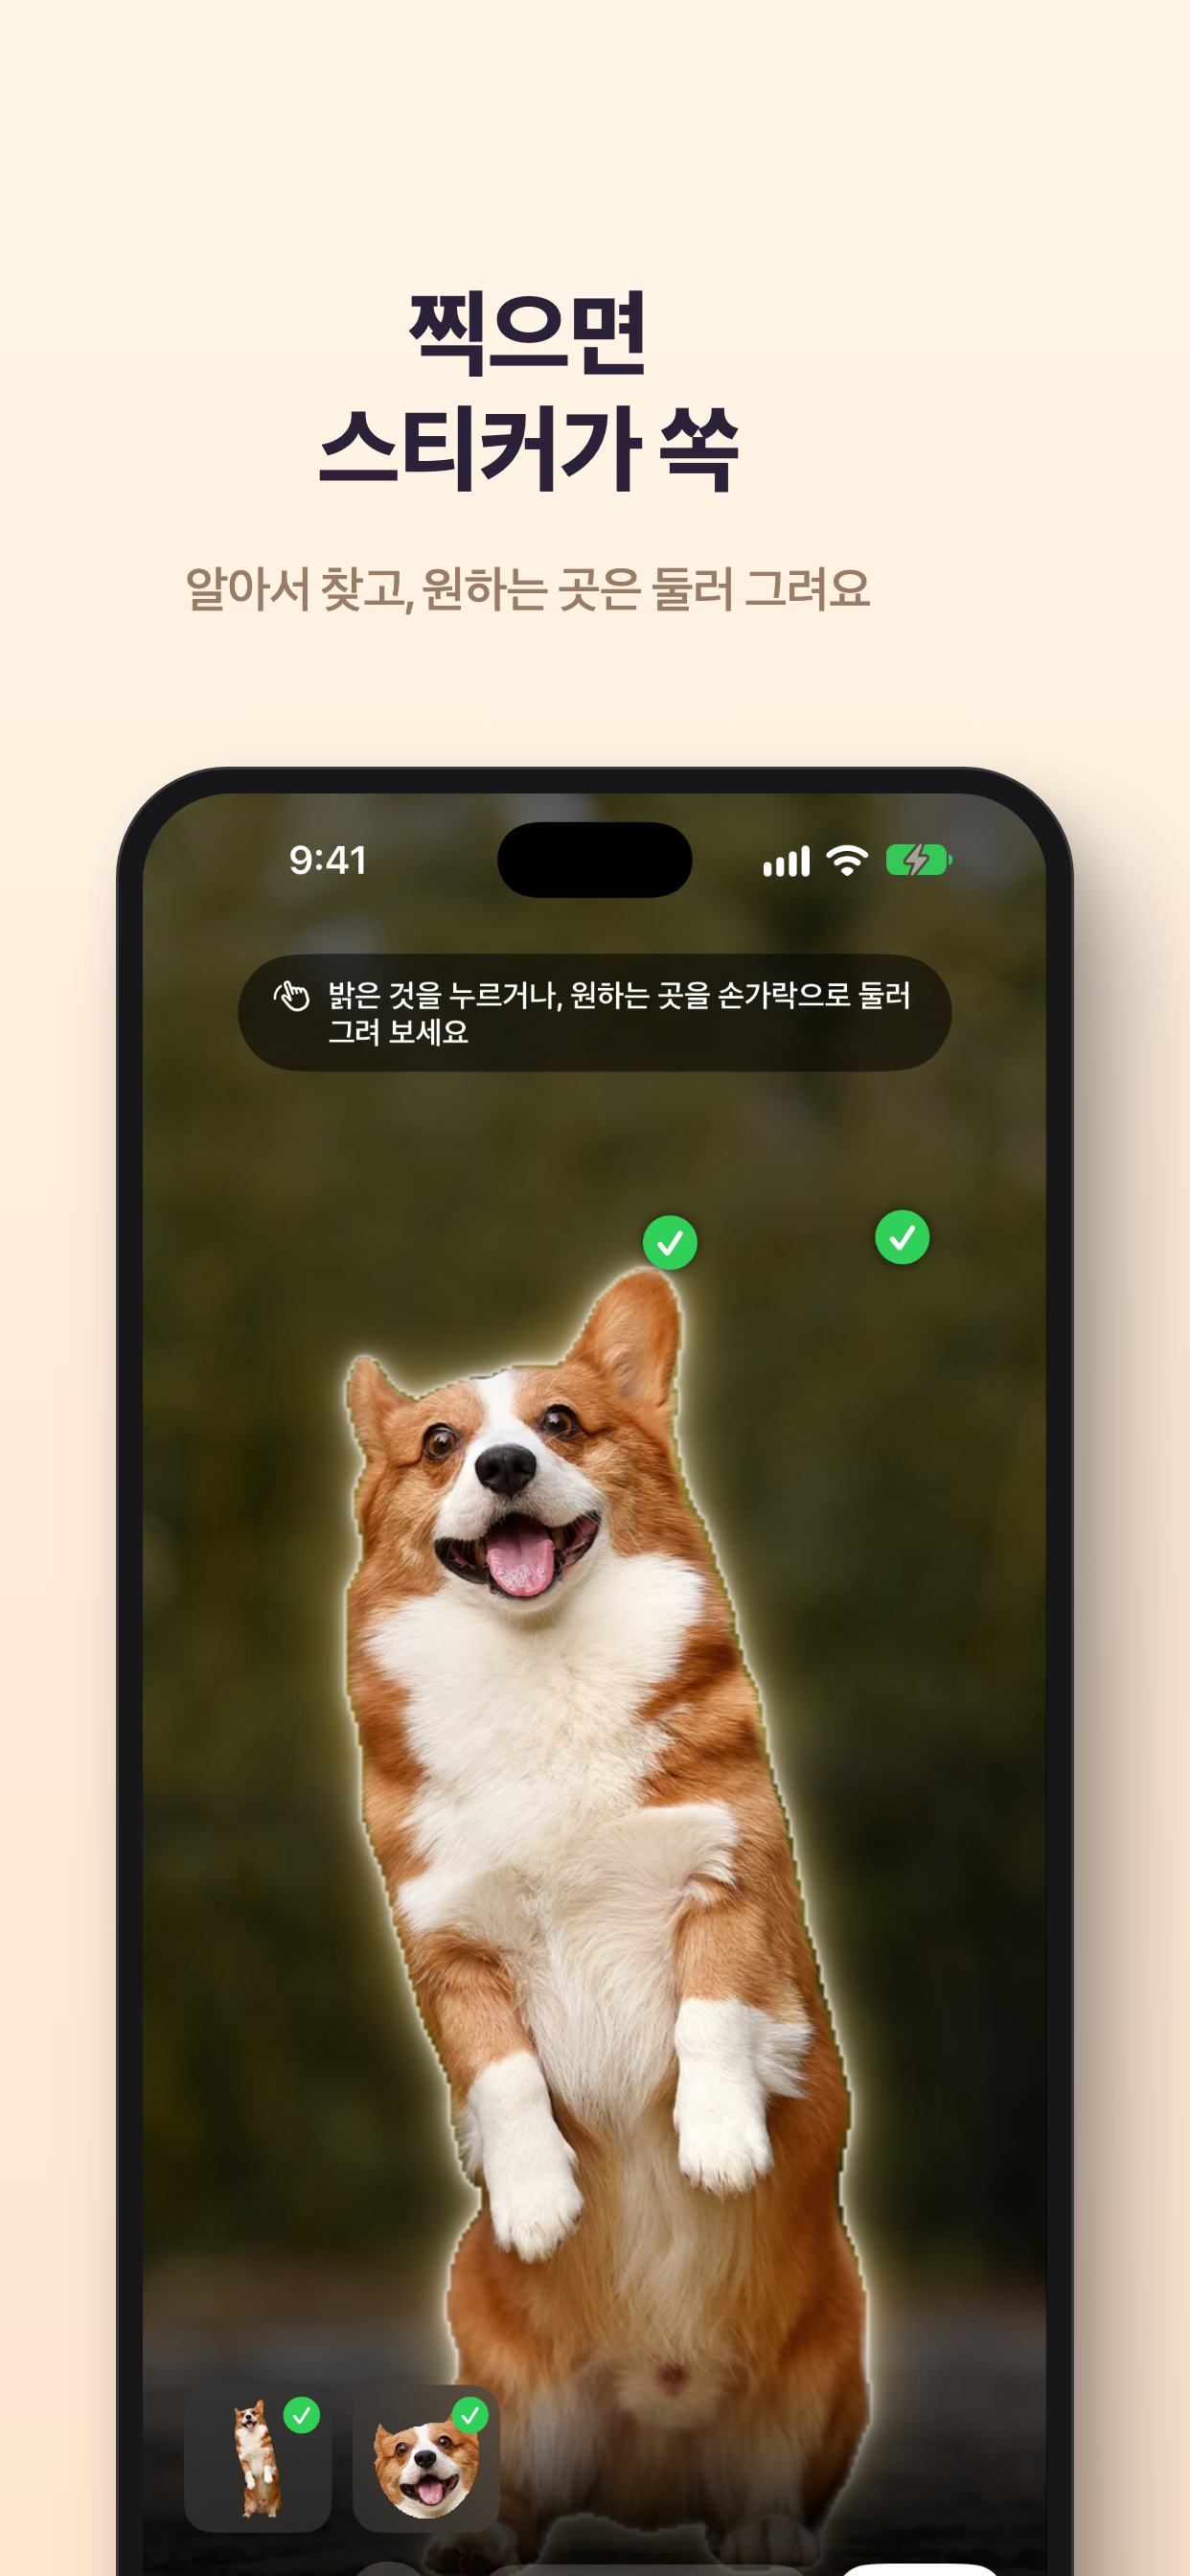 찍으면
스티커가 쏙
알아서 찾고, 원하는 곳은 둘러 그려요
9:41
밝은 것을 누르거나, 원하는 곳을 손가락으로 둘러
그려 보세요